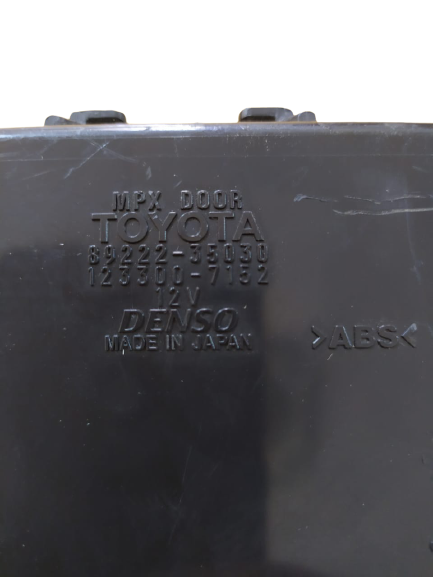 MPX DOOR
TOYOTA
89222-35030
123300-7152
12V
DENSO
MADE IN JAPAN
>ABS<